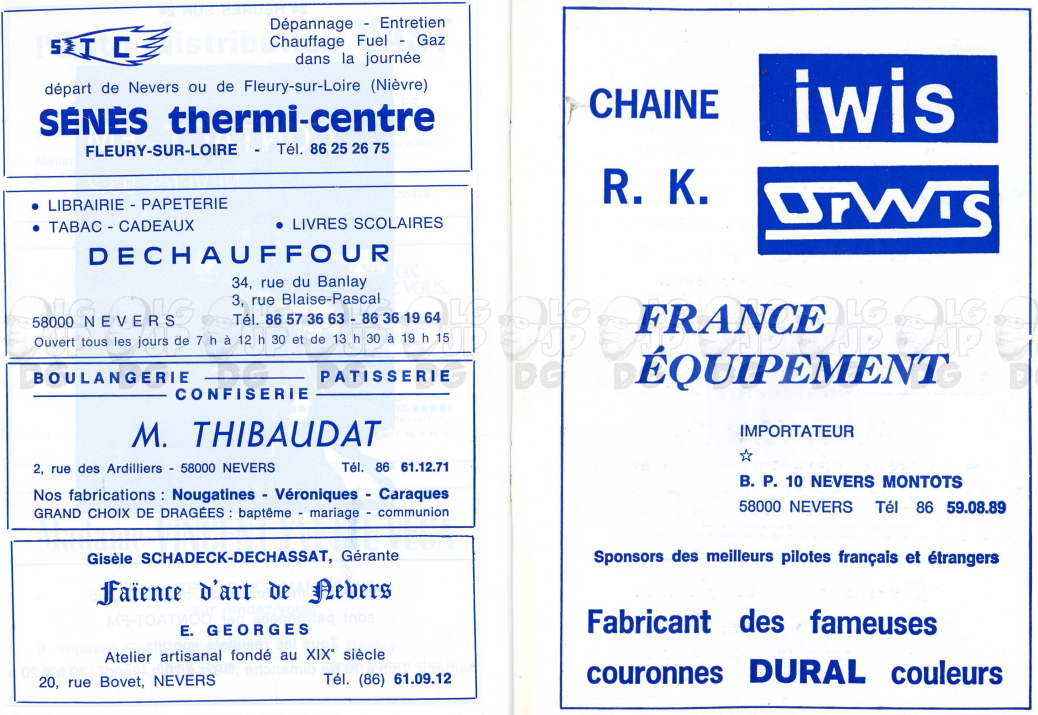 STC
Dépannage - Entretien
Chauffage Fuel - Gaz
dans la journée
départ de Nevers ou de Fleury-sur-Loire (Nièvre)
SÉNÈS thermi-centre
FLEURY-SUR-LOIRE - Tél. 86 25 26 75
• LIBRAIRIE - PAPETERIE
• TABAC - CADEAUX • LIVRES SCOLAIRES
DECHAUFFOUR
34, rue du Banlay
3, rue Blaise-Pascal
58000 NEVERS Tél. 86 57 36 63 - 86 36 19 64
Ouvert tous les jours de 7 h à 12 h 30 et de 13 h 30 à 19 h 15
BOULANGERIE PATISSERIE
CONFISERIE
M. THIBAUDAT
2, rue des Ardilliers - 58000 NEVERS Tél. 86 61.12.71
Nos fabrications : Nougatines - Véroniques - Caraques
GRAND CHOIX DE DRAGÉES : baptême - mariage - communion
Gisèle SCHADECK-DECHASSAT, Gérante
Faïence d'art de Nevers
E. GEORGES
Atelier artisanal fondé au XIXe siècle
20, rue Bovet, NEVERS Tél. (86) 61.09.12
CHAINE iwis
R. K. OrWiS
FRANCE
ÉQUIPEMENT
IMPORTATEUR
☆
B. P. 10 NEVERS MONTOTS
58000 NEVERS Tél 86 59.08.89
Sponsors des meilleurs pilotes français et étrangers
Fabricant des fameuses
couronnes DURAL couleurs